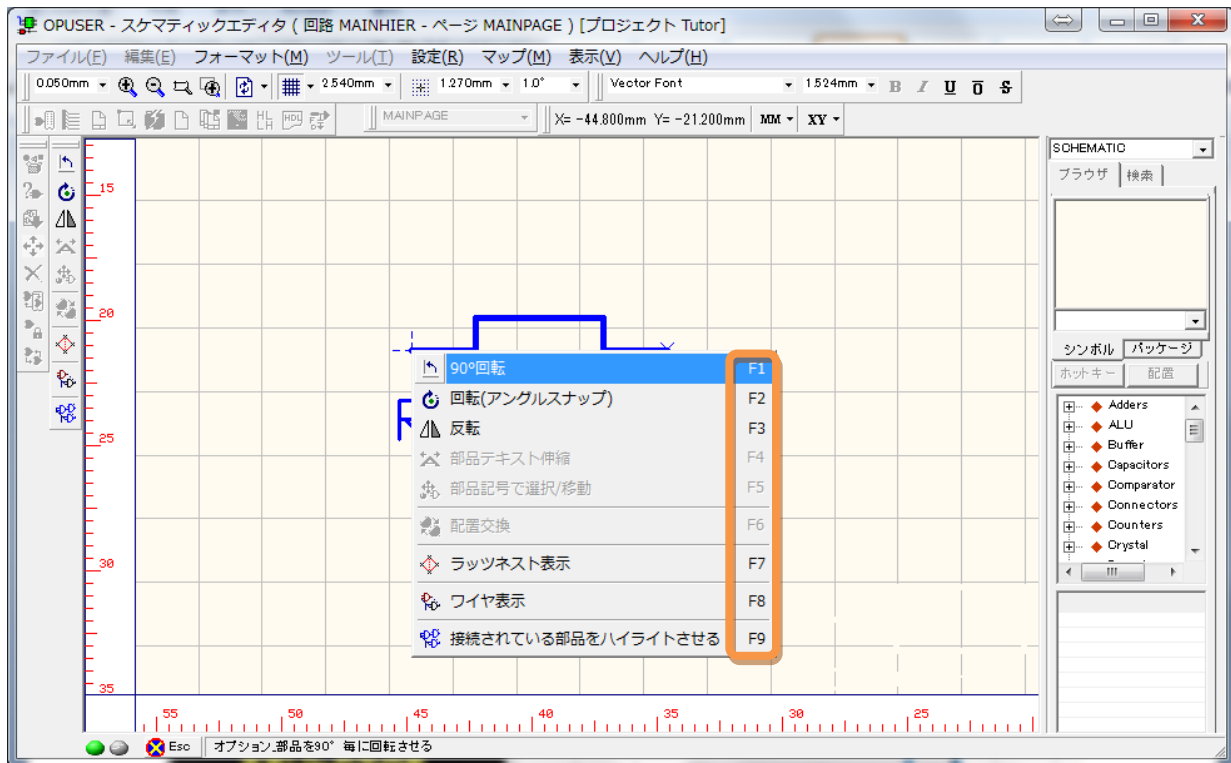 OPUSER - スケマティックエディタ ( 回路 MAINHIER - ページ MAINPAGE ) [プロジェクト Tutor]
ファイル(F) 編集(E) フォーマット(M) ツール(T) 設定(R) マップ(M) 表示(V) ヘルプ(H)
0.050mm 2.540mm 1.270mm 1.0° Vector Font 1.524mm B I U O S
HL HDL MAINPAGE X= -44.800mm Y= -21.200mm MM XY
SCHEMATIC
ブラウザ 検索
15
20
25
30
35
55 50 45 40 35 30 25
R
90º回転 F1
回転(アングルスナップ) F2
反転 F3
部品テキスト伸縮 F4
部品記号で選択/移動 F5
配置交換 F6
ラッツネスト表示 F7
ワイヤ表示 F8
接続されている部品をハイライトさせる F9
シンボル パッケージ
ホットキー 配置
Adders
ALU
Buffer
Capacitors
Comparator
Connectors
Counters
Crystal
Esc オプション_部品を90° 毎に回転させる